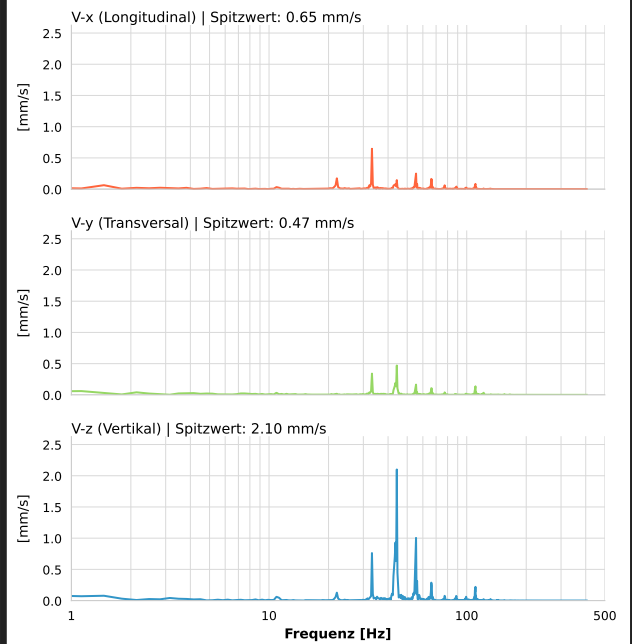 V-x (Longitudinal) | Spitzwert: 0.65 mm/s
[mm/s]
2.5
2.0
1.5
1.0
0.5
0.0
V-y (Transversal) | Spitzwert: 0.47 mm/s
[mm/s]
2.5
2.0
1.5
1.0
0.5
0.0
V-z (Vertikal) | Spitzwert: 2.10 mm/s
[mm/s]
2.5
2.0
1.5
1.0
0.5
0.0
1 10 100 500
Frequenz [Hz]